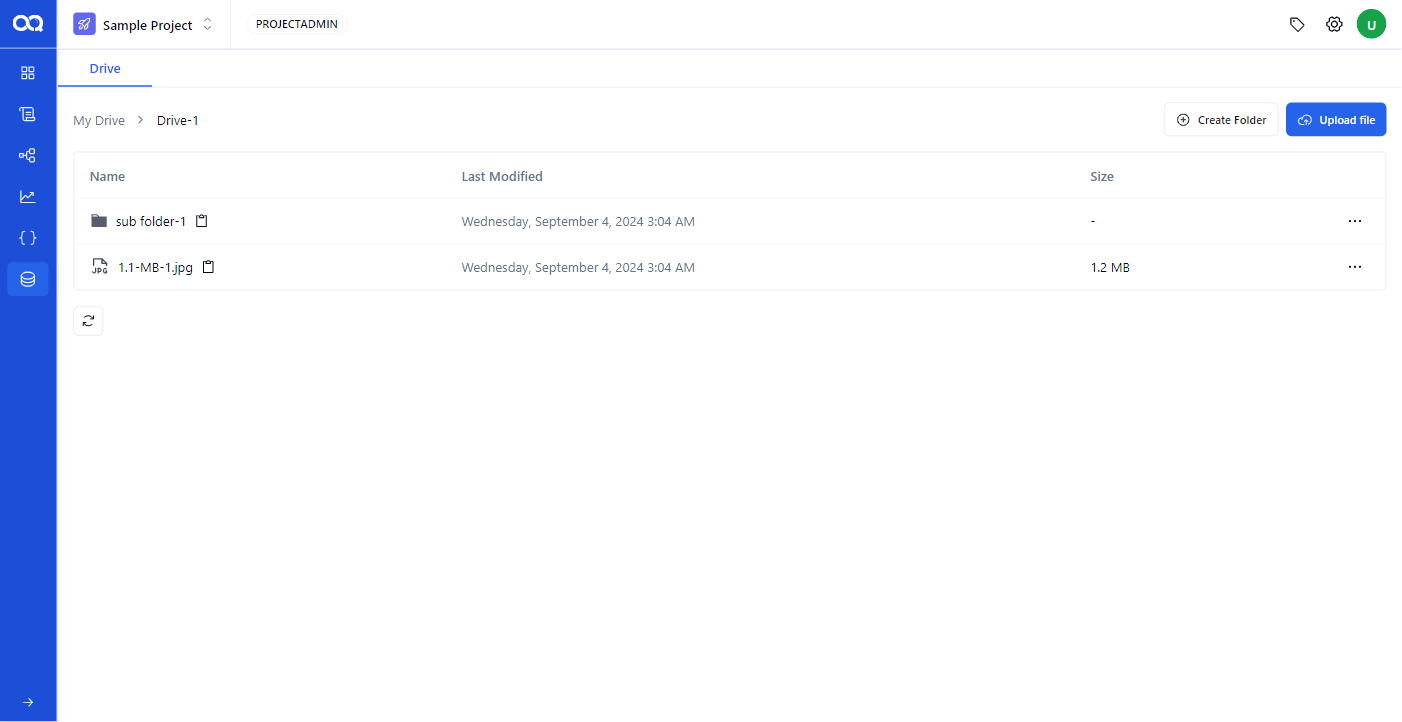 Sample Project
PROJECTADMIN
U
Drive
My Drive > Drive-1
Create Folder
Upload file
Name Last Modified Size
sub folder-1 Wednesday, September 4, 2024 3:04 AM - ...
JPG 1.1-MB-1.jpg Wednesday, September 4, 2024 3:04 AM 1.2 MB ...